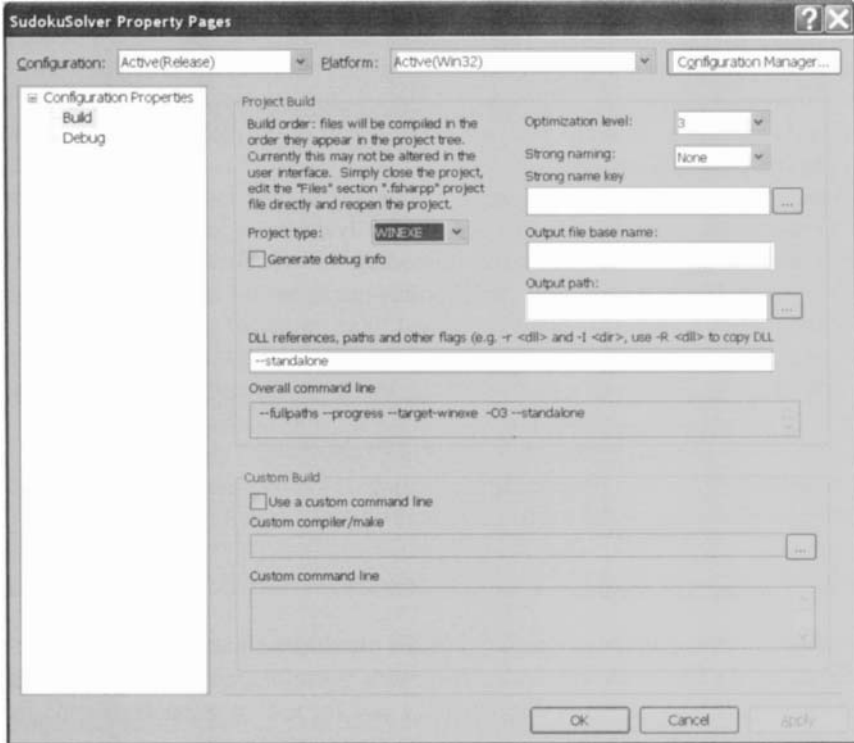 SudokuSolver Property Pages
Configuration: Active(Release) Platform: Active(Win32) Configuration Manager...
Configuration Properties
Build
Debug
Project Build
Build order: files will be compiled in the
order they appear in the project tree.
Currently this may not be altered in the
user interface. Simply close the project,
edit the "Files" section ".fsharpp" project
file directly and reopen the project.
Project type: WINEXE
Generate debug info
Optimization level: 3
Strong naming: None
Strong name key
...
Output file base name:
Output path:
...
DLL references, paths and other flags (e.g. -r <dll> and -I <dir>, use -R <dll> to copy DLL
--standalone
Overall command line
--fullpaths --progress --target-winexe -O3 --standalone
Custom Build
Use a custom command line
Custom compiler/make
...
Custom command line
OK Cancel Apply